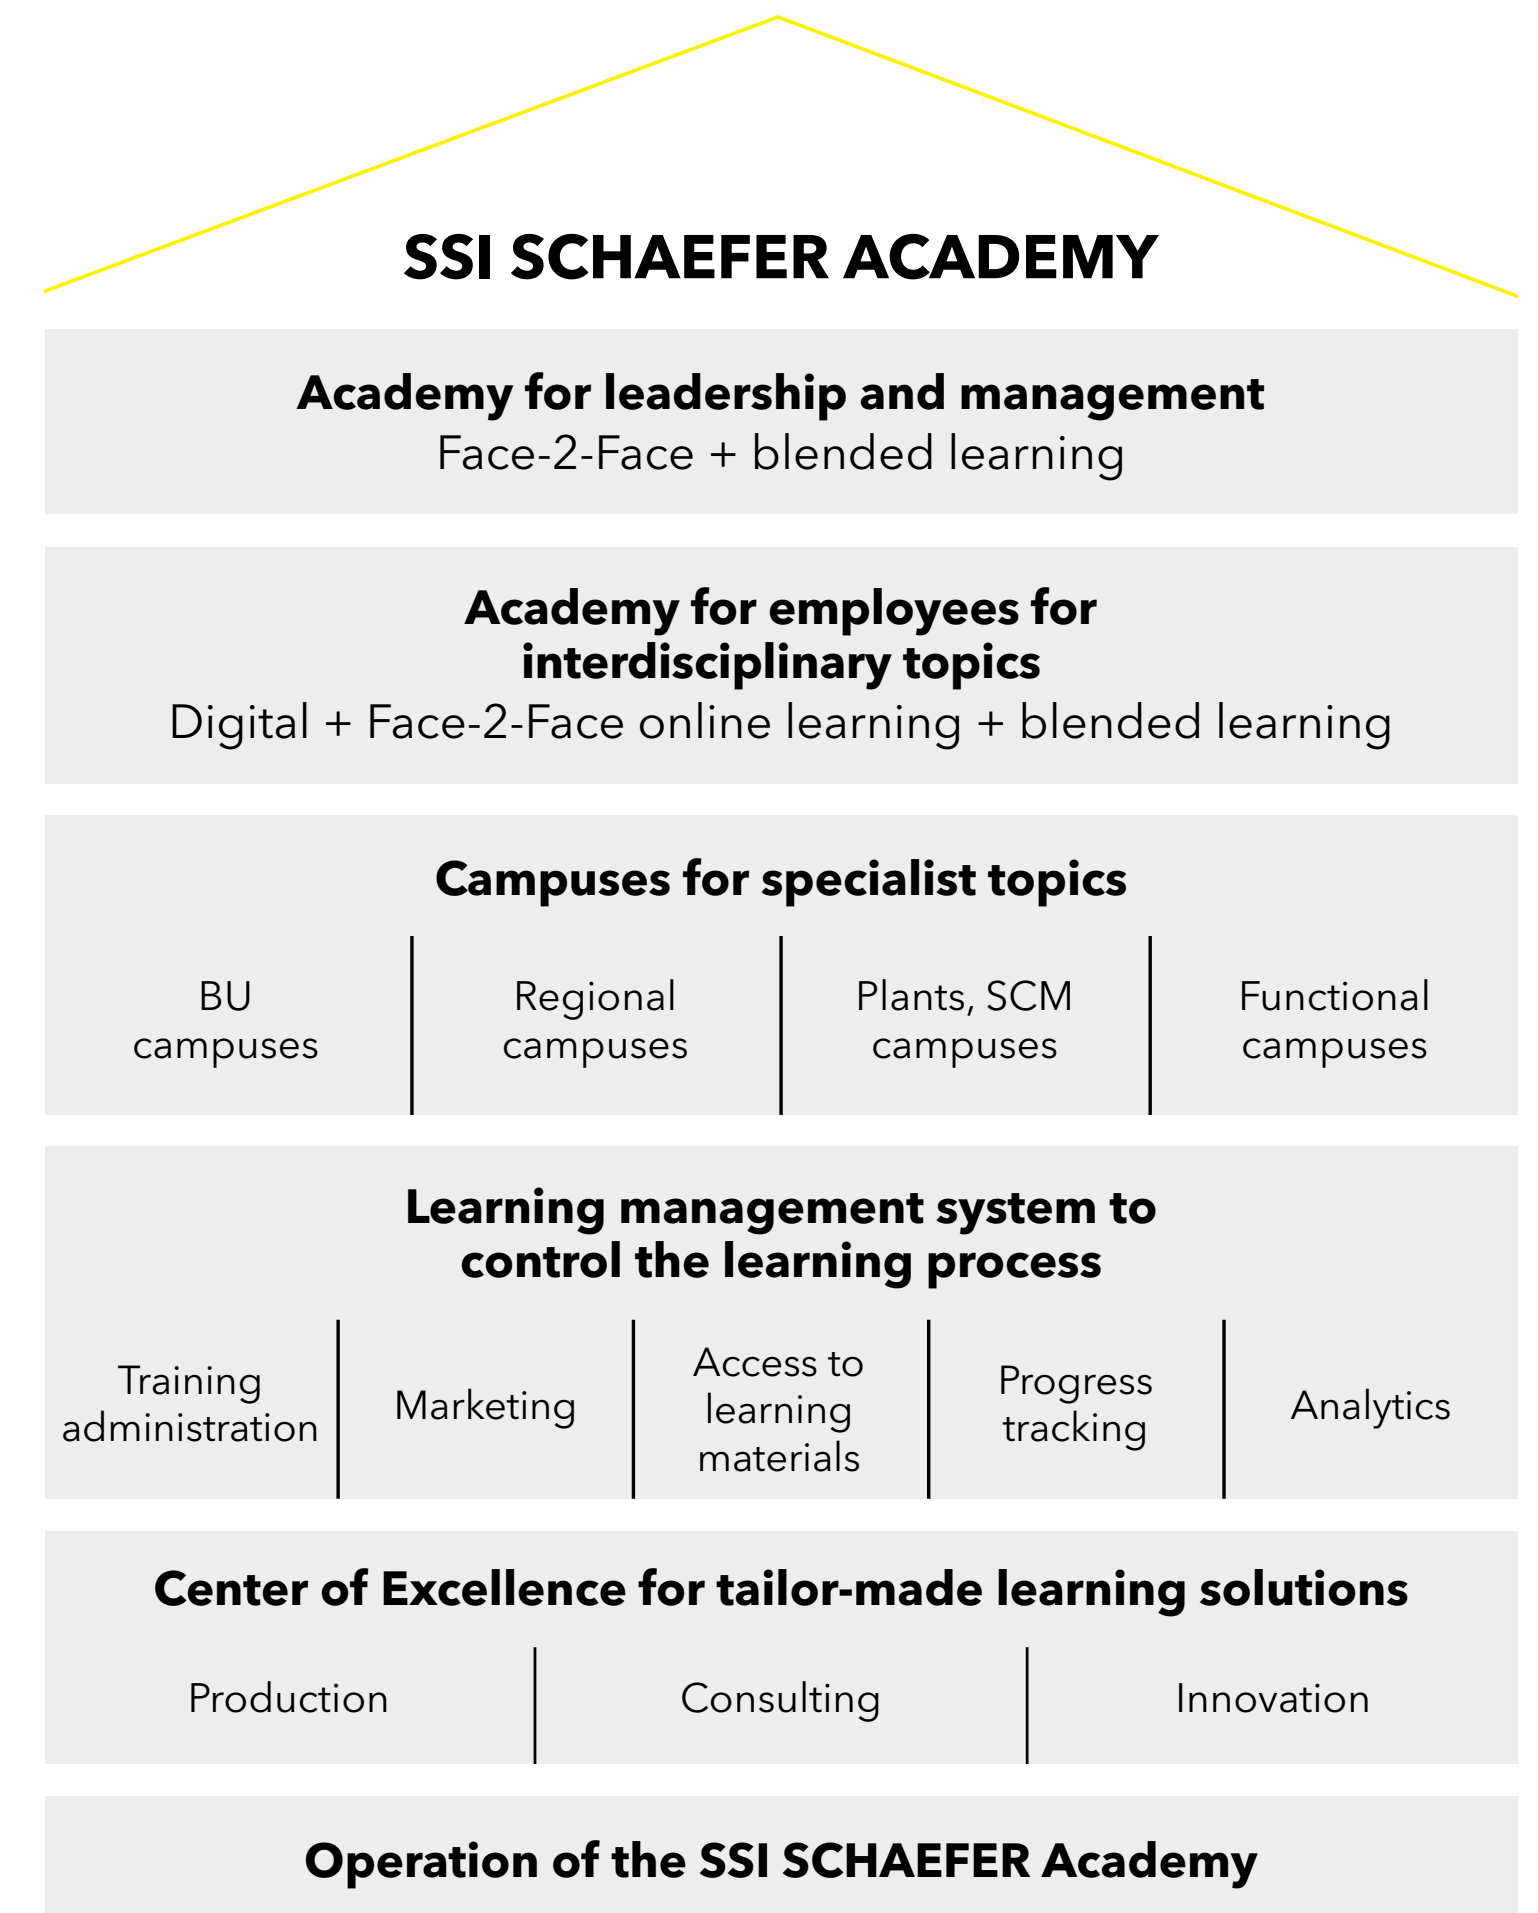 SSI SCHAEFER ACADEMY
Academy for leadership and management
Face-2-Face + blended learning
Academy for employees for
interdisciplinary topics
Digital + Face-2-Face online learning + blended learning
Campuses for specialist topics
BU
campuses
Regional
campuses
Plants, SCM
campuses
Functional
campuses
Learning management system to
control the learning process
Training
administration
Marketing
Access to
learning
materials
Progress
tracking
Analytics
Center of Excellence for tailor-made learning solutions
Production
Consulting
Innovation
Operation of the SSI SCHAEFER Academy